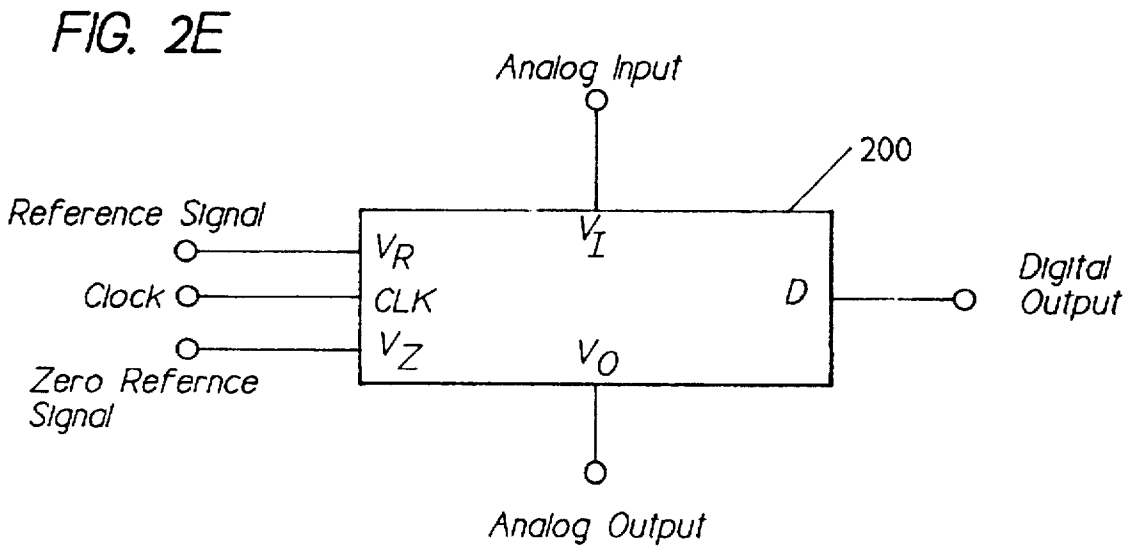 FIG. 2E
Analog Input
200
Reference Signal
V_R
V_I
Clock
CLK
D
Digital
Output
V_Z
V_O
Zero Refernce
Signal
Analog Output